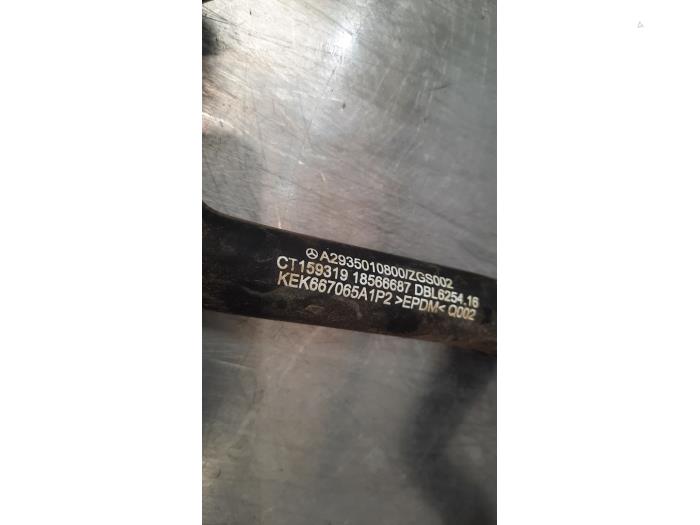 A2935010800/ZGS002
CT159319 18566687 DBL6254.16
KEK667065A1P2 >EPDM< Q002